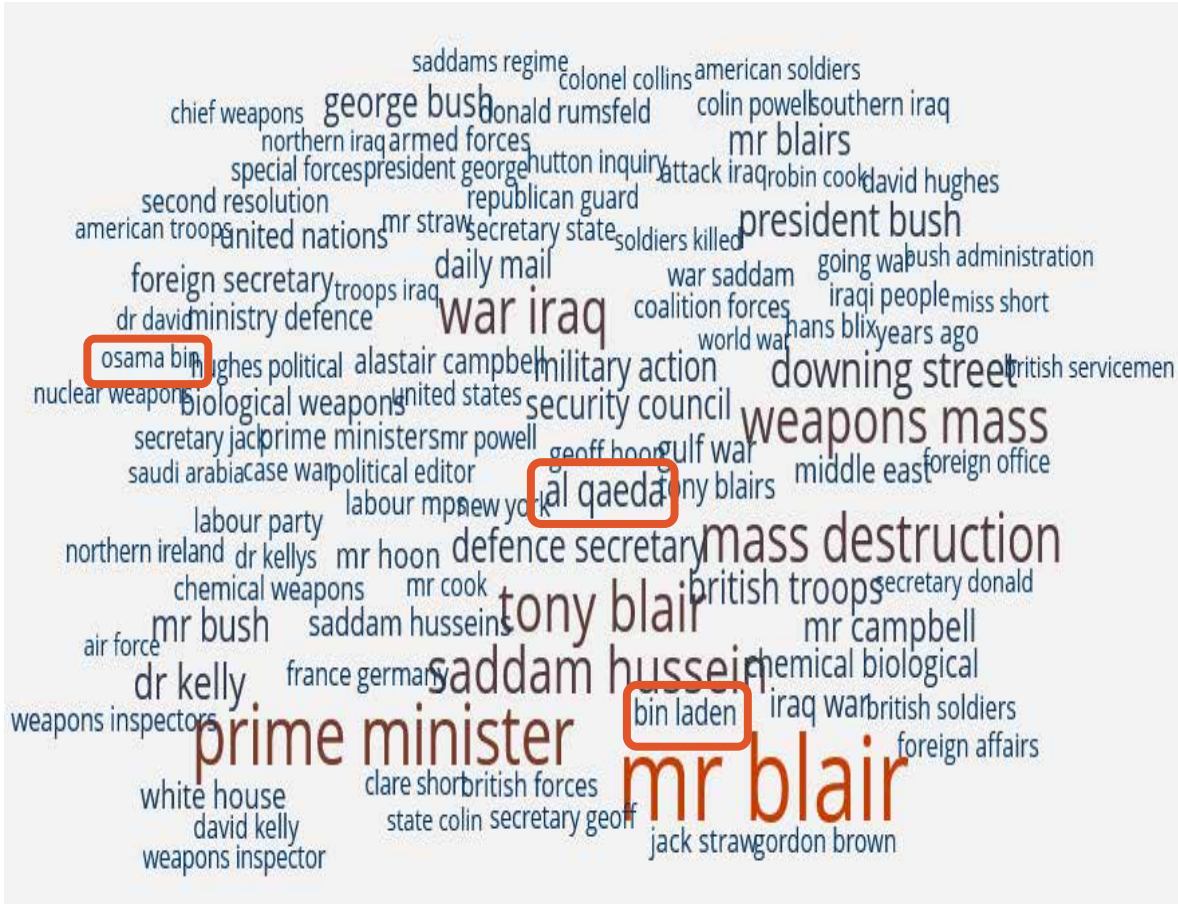 saddams regime
colonel collins
american soldiers
chief weapons
george bush
donald rumsfeld
colin powell
southern iraq
northern iraq
armed forces
mr blairs
special forces
president george
hutton inquiry
attack iraq
robin cook
david hughes
second resolution
republican guard
american troops
united nations
mr straw
secretary state
soldiers killed
president bush
foreign secretary
troops iraq
daily mail
war saddam
going war
bush administration
dr david
ministry defence
war iraq
coalition forces
iraqi people
miss short
world war
hans blix
years ago
osama bin
hughes political
alastair campbell
military action
downing street
british servicemen
nuclear weapons
biological weapons
united states
security council
weapons mass
secretary jack
prime ministers
mr powell
geoff hoon
gulf war
saudi arabia
case war
political editor
middle east
foreign office
labour mps
new york
al qaeda
tony blairs
labour party
northern ireland
dr kellys
mr hoon
defence secretary
mass destruction
chemical weapons
mr cook
tony blair
british troops
secretary donald
air force
mr bush
saddam husseins
mr campbell
dr kelly
france germany
saddam hussein
chemical biological
weapons inspectors
prime minister
bin laden
iraq war
british soldiers
mr blair
foreign affairs
white house
clare short
british forces
david kelly
state colin
secretary geoff
weapons inspector
jack straw
gordon brown